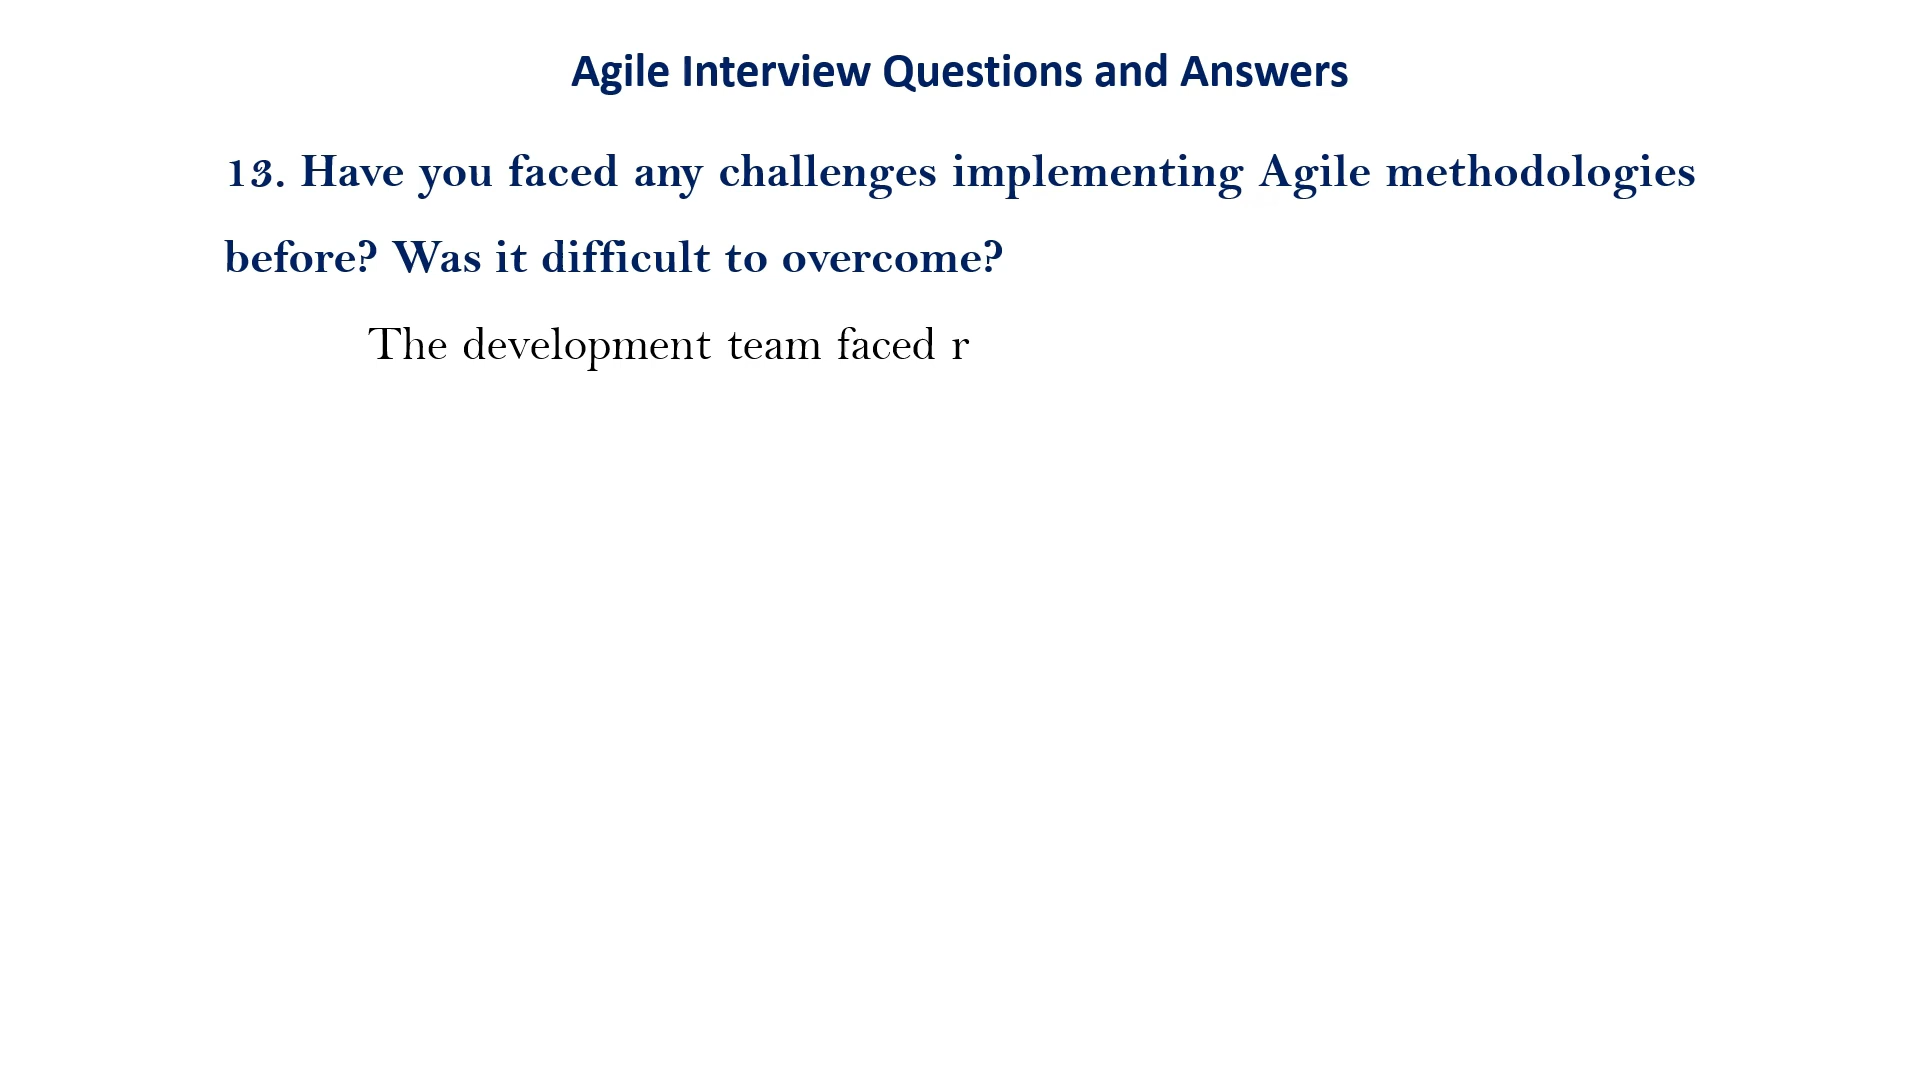 Agile Interview Questions and Answers
13. Have you faced any challenges implementing Agile methodologies
before? Was it difficult to overcome?
The development team faced r